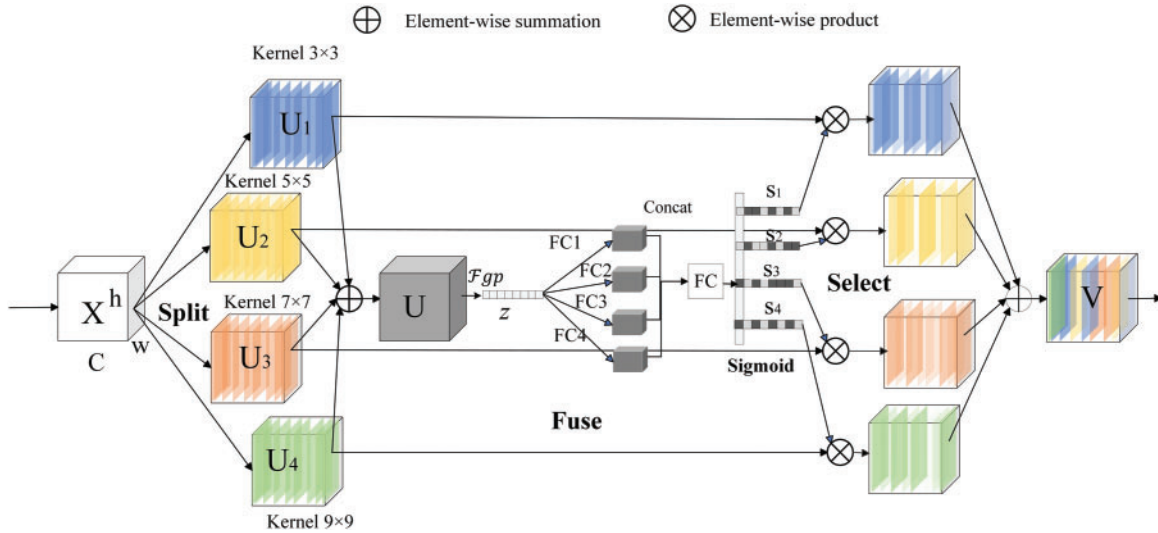 Element-wise summation
Element-wise product
Kernel 3×3
U1
Kernel 5×5
U2
Kernel 7×7
U3
Kernel 9×9
U4
X h
w
C
Split
U
Fgp
z
FC1
FC2
FC3
FC4
Concat
FC
S1
S2
S3
S4
Sigmoid
Select
Fuse
V